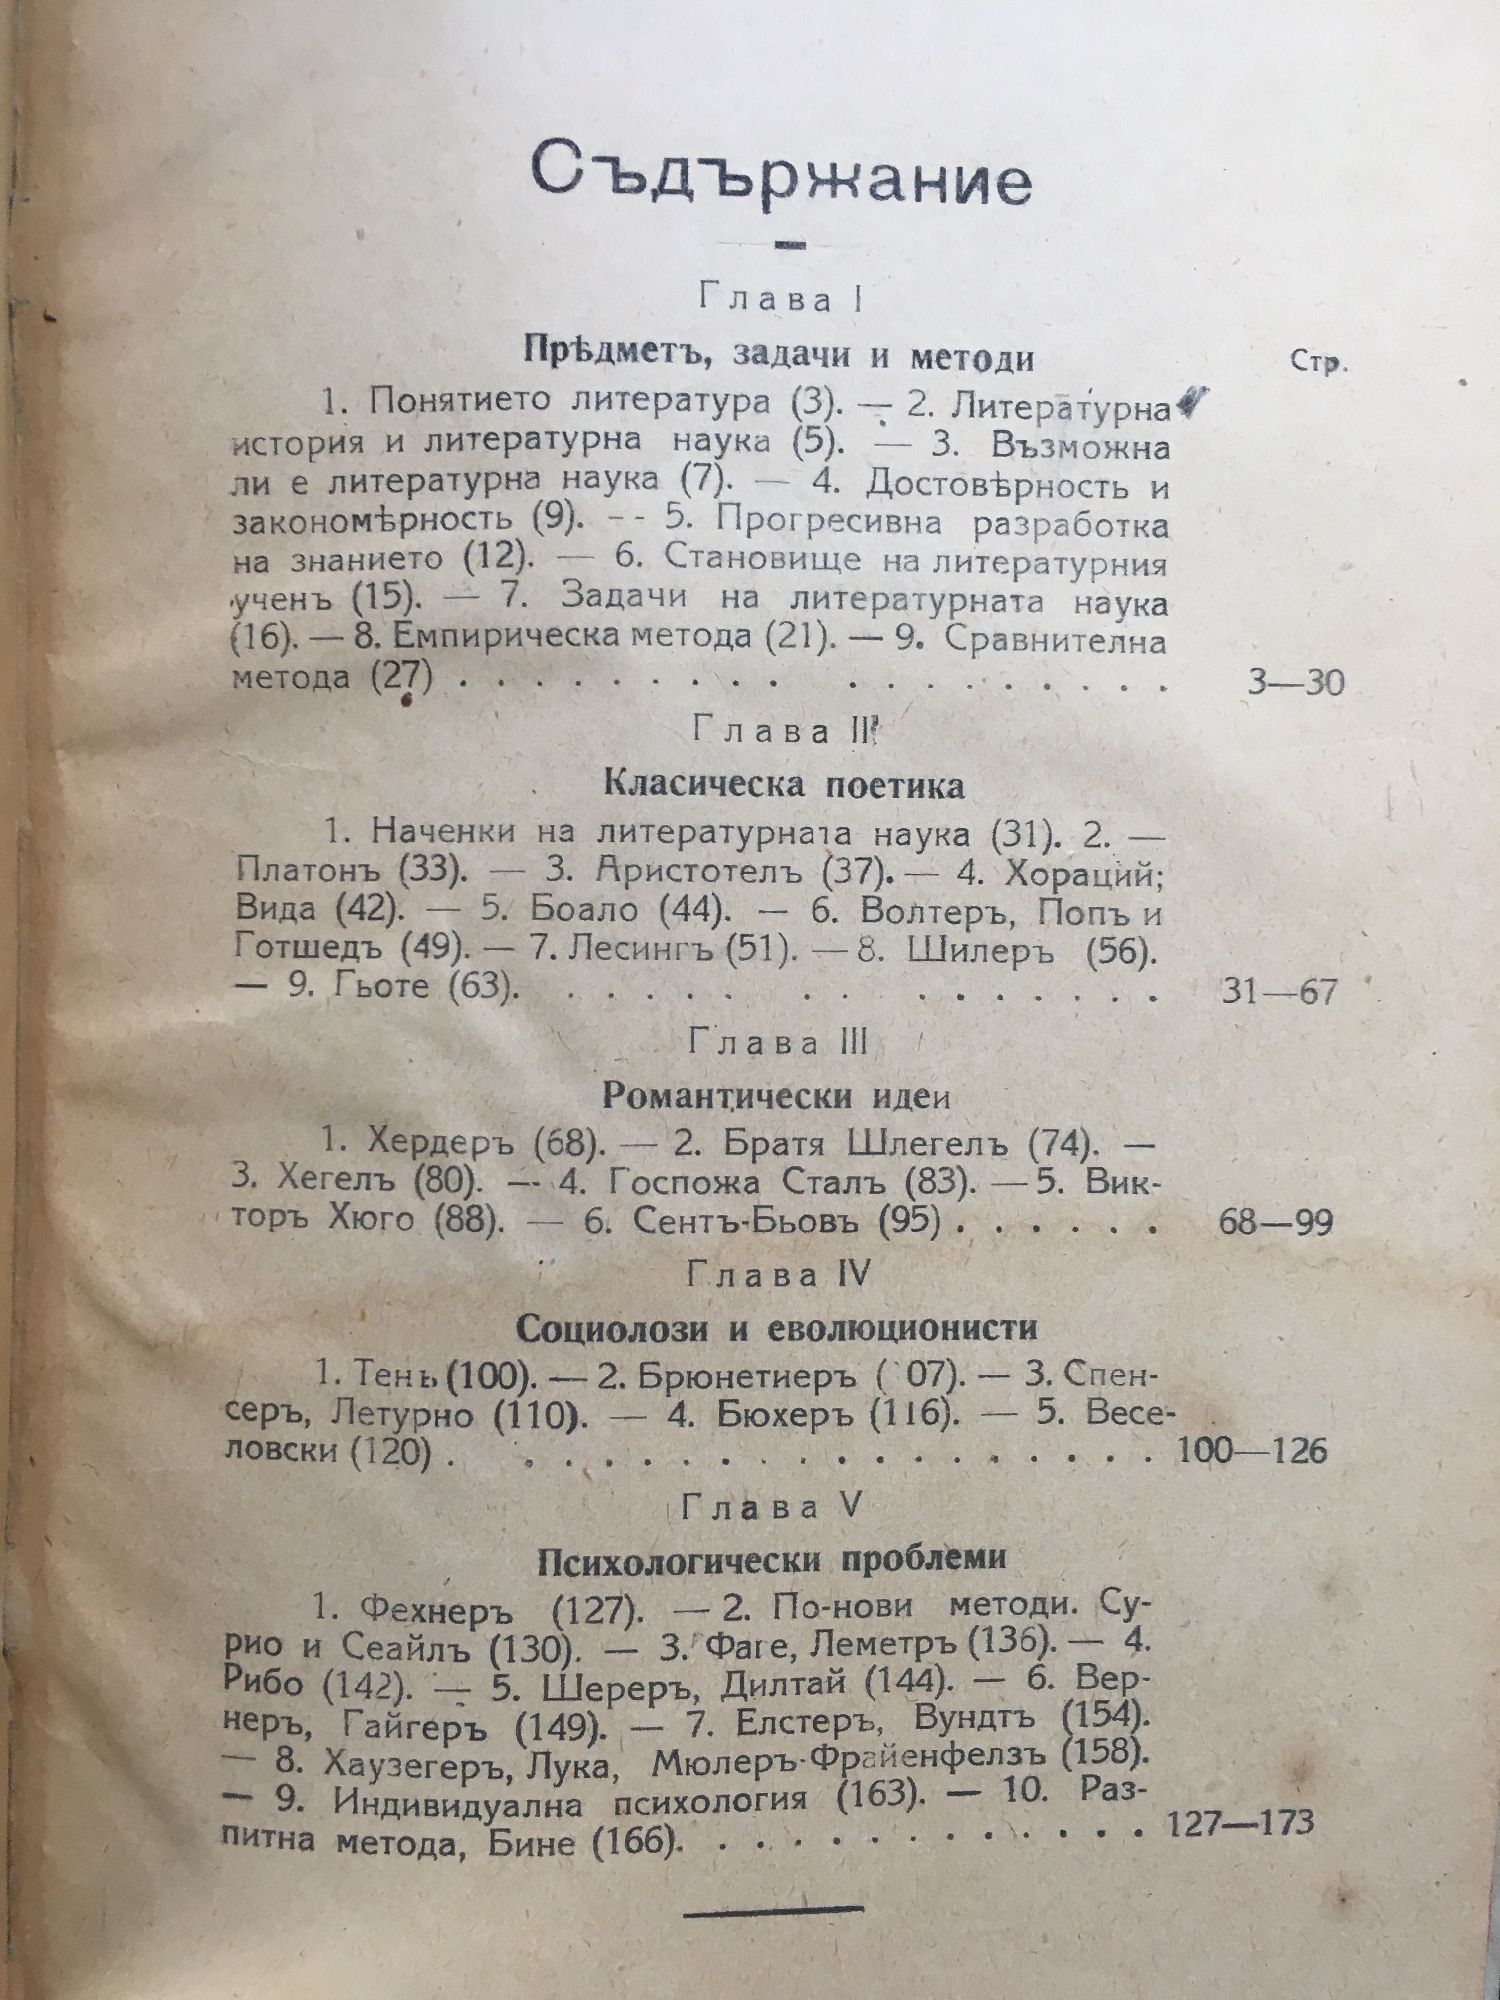 Съдържание
Глава I
Прѣдметъ, задачи и методи
Стр.
1. Понятието литература (3). — 2. Литературна
история и литературна наука (5). — 3. Възможна
ли е литературна наука (7). — 4. Достовѣрность и
закономѣрность (9). -- 5. Прогресивна разработка
на знанието (12). — 6. Становище на литературния
ученъ (15). — 7. Задачи на литературната наука
(16). — 8. Емпирическа метода (21). — 9. Сравнителна
метода (27) . . . . . . . . . . . . . . . . . . 3—30
Глава II
Класическа поетика
1. Наченки на литературната наука (31). 2. —
Платонъ (33). — 3. Аристотелъ (37). — 4. Хораций;
Вида (42). — 5. Боало (44). — 6. Волтеръ, Попъ и
Готшедъ (49). — 7. Лесингъ (51). — 8. Шилеръ (56).
— 9. Гьоте (63). . . . . . . . . . . . . . . 31—67
Глава III
Романтически идеи
1. Хердеръ (68). — 2. Братя Шлегелъ (74). —
3. Хегелъ (80). — 4. Госпожа Сталъ (83). — 5. Вик-
торъ Хюго (88). — 6. Сентъ-Бьовъ (95) . . . . . . 68—99
Глава IV
Социолози и еволюционисти
1. Тенъ (100). — 2. Брюнетиеръ ( 07). — 3. Спен-
серъ, Летурно (110). — 4. Бюхеръ (116). — 5. Весе-
ловски (120) . . . . . . . . . . . . . . . . . . 100—126
Глава V
Психологически проблеми
1. Фехнеръ (127). — 2. По-нови методи. Су-
рио и Сеайлъ (130). — 3. Фаге, Леметръ (136). — 4.
Рибо (142). — 5. Шереръ, Дилтай (144). — 6. Вер-
неръ, Гайгеръ (149). — 7. Елстеръ, Вундтъ (154).
— 8. Хаузегеръ, Лука, Мюлеръ-Фрайенфелзъ (158).
— 9. Индивидуална психология (163). — 10. Раз-
питна метода, Бине (166). . . . . . . . . . . . . 127—173